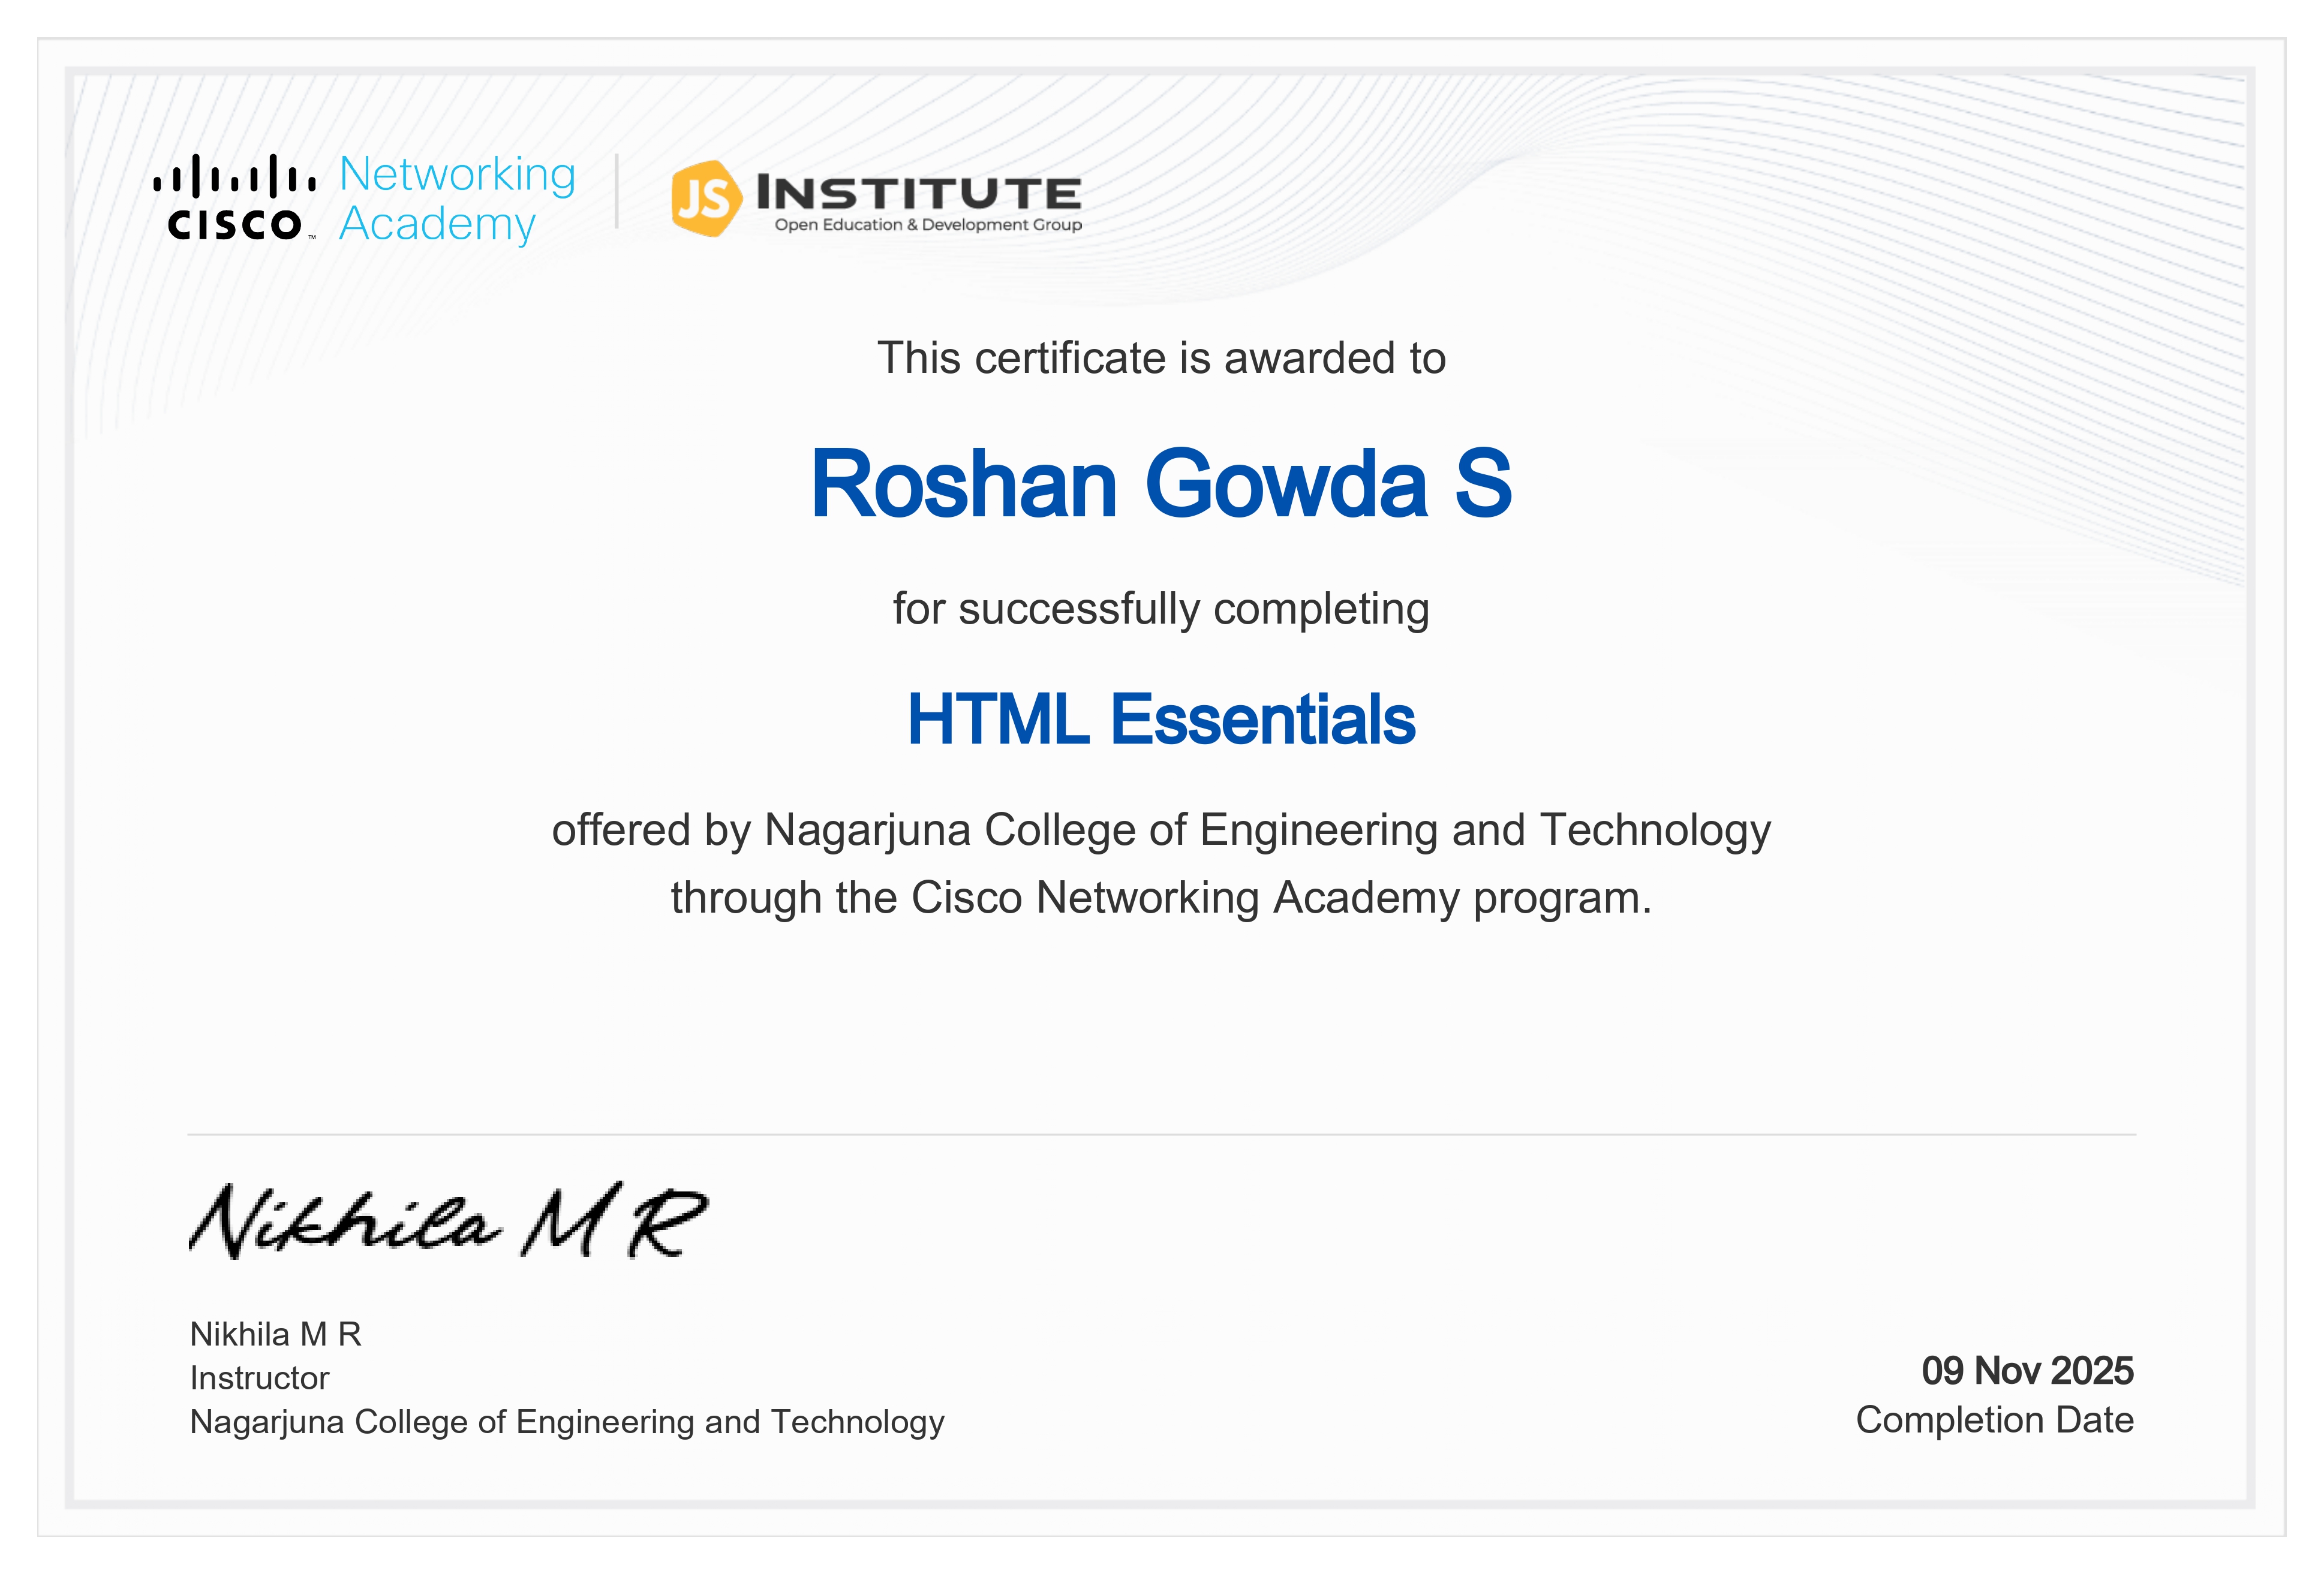 CISCO™ Networking Academy
JS INSTITUTE
Open Education & Development Group
This certificate is awarded to
Roshan Gowda S
for successfully completing
HTML Essentials
offered by Nagarjuna College of Engineering and Technology
through the Cisco Networking Academy program.
Nikhila M R
Nikhila M R
Instructor
Nagarjuna College of Engineering and Technology
09 Nov 2025
Completion Date